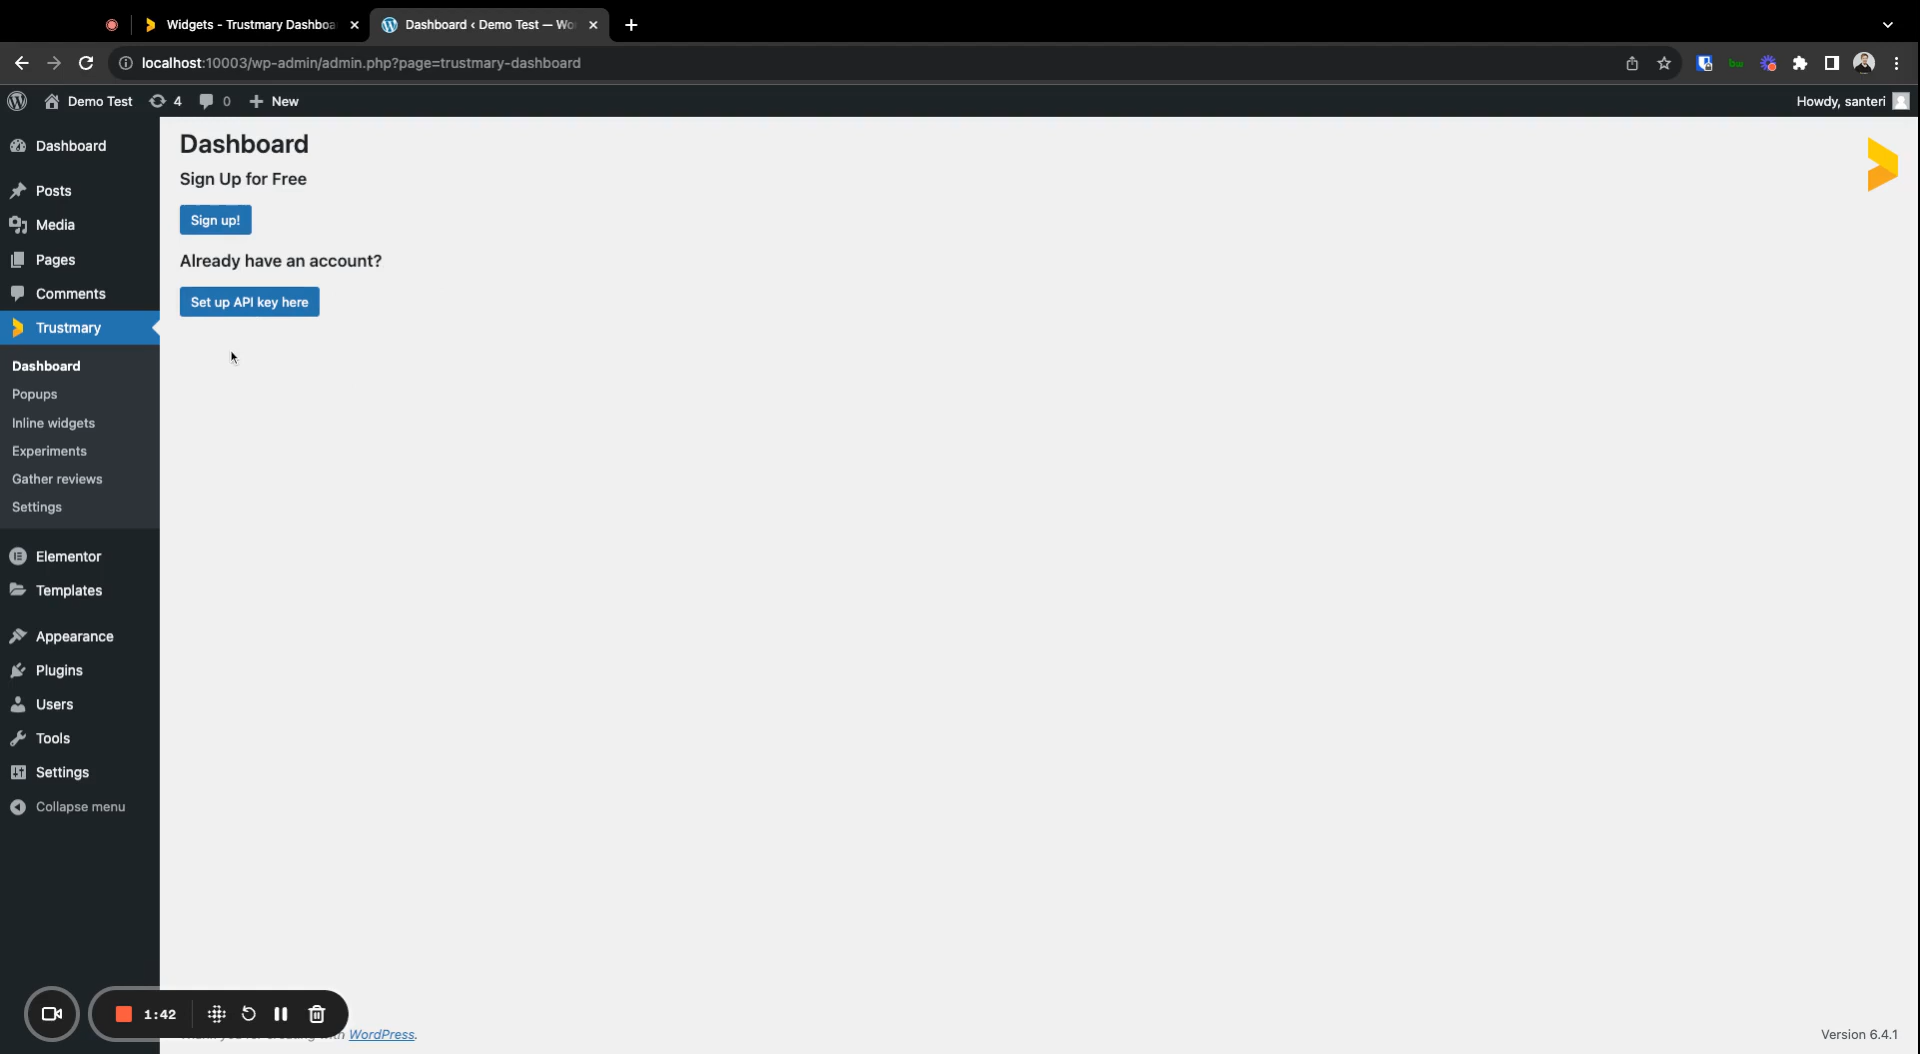 Widgets - Trustmary Dashboa
Dashboard ‹ Demo Test — Wo
localhost:10003/wp-admin/admin.php?page=trustmary-dashboard
bw
Demo Test
4
0
New
Howdy, santeri
Dashboard
Posts
Media
Pages
Comments
Trustmary
Dashboard
Popups
Inline widgets
Experiments
Gather reviews
Settings
Elementor
Templates
Appearance
Plugins
Users
Tools
Settings
Collapse menu
Dashboard
Sign Up for Free
Sign up!
Already have an account?
Set up API key here
1:42
WordPress.
Version 6.4.1